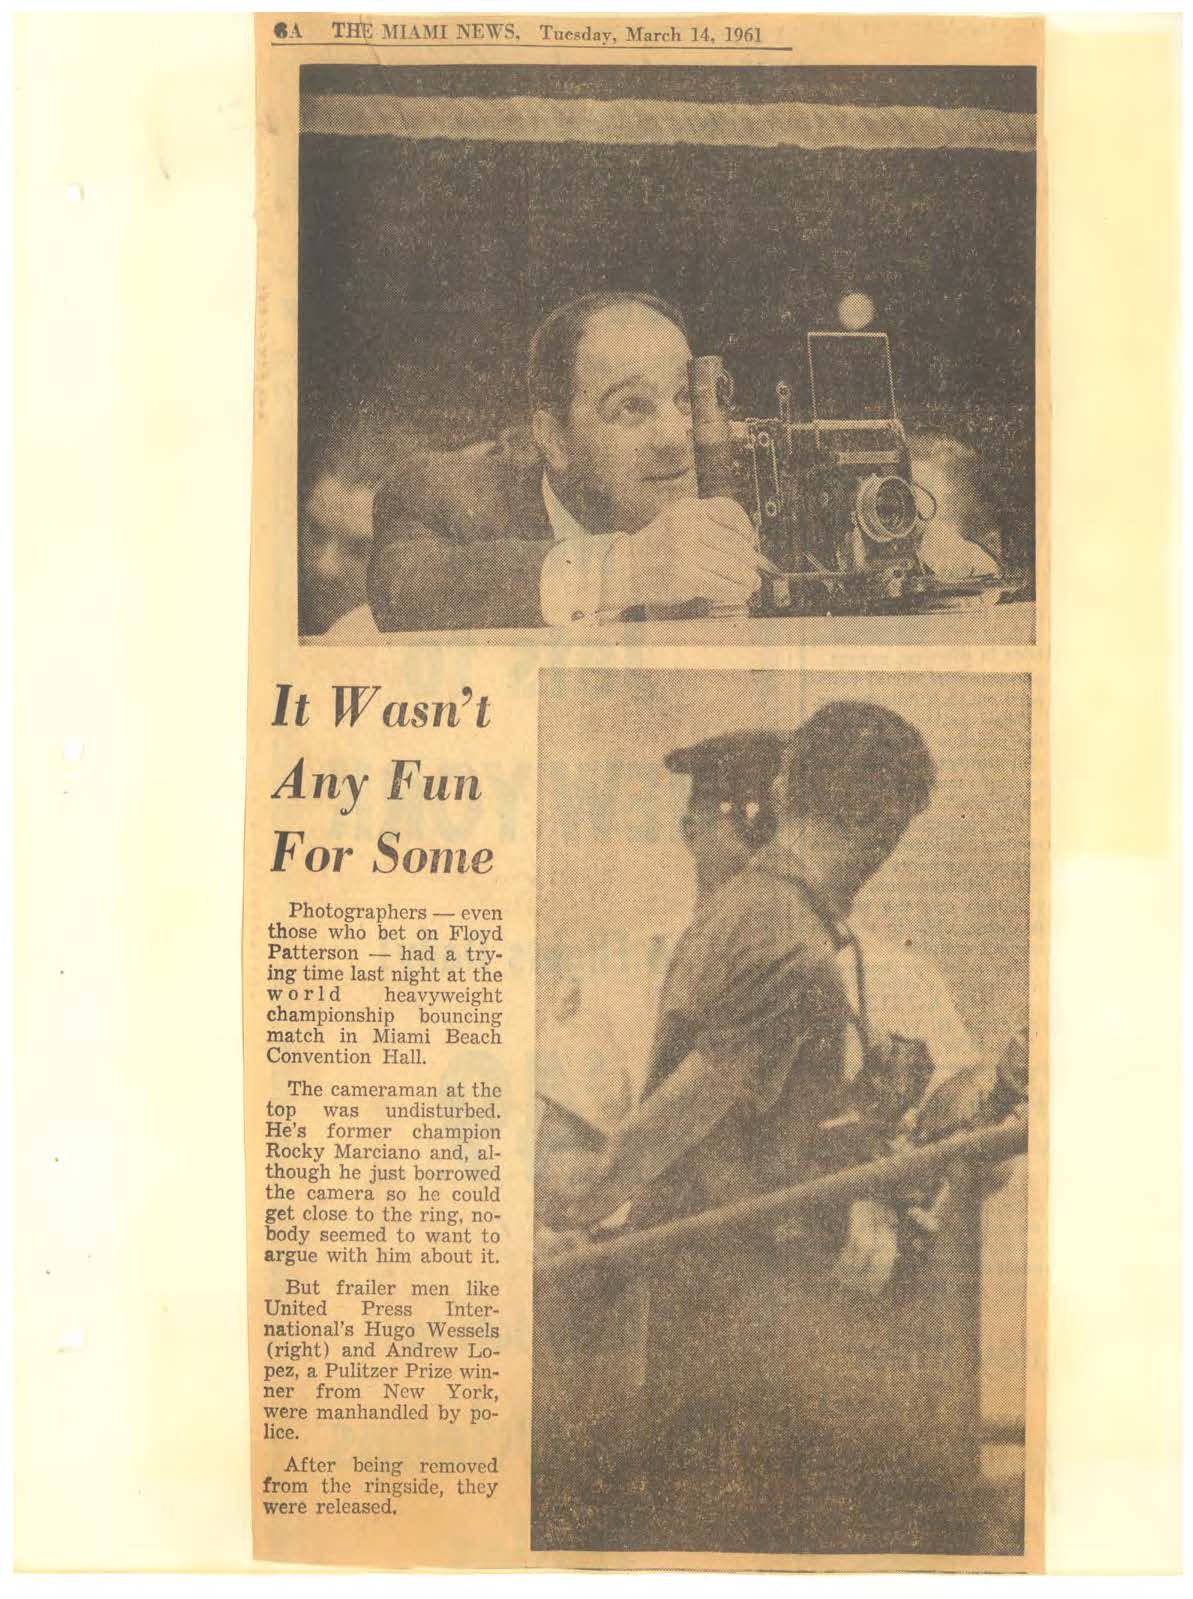 6A THE MIAMI NEWS, Tuesday, March 14, 1961
It Wasn't
Any Fun
For Some
Photographers — even
those who bet on Floyd
Patterson — had a try-
ing time last night at the
world heavyweight
championship bouncing
match in Miami Beach
Convention Hall.
The cameraman at the
top was undisturbed.
He's former champion
Rocky Marciano and, al-
though he just borrowed
the camera so he could
get close to the ring, no-
body seemed to want to
argue with him about it.
But frailer men like
United Press Inter-
national's Hugo Wessels
(right) and Andrew Lo-
pez, a Pulitzer Prize win-
ner from New York,
were manhandled by po-
lice.
After being removed
from the ringside, they
were released.